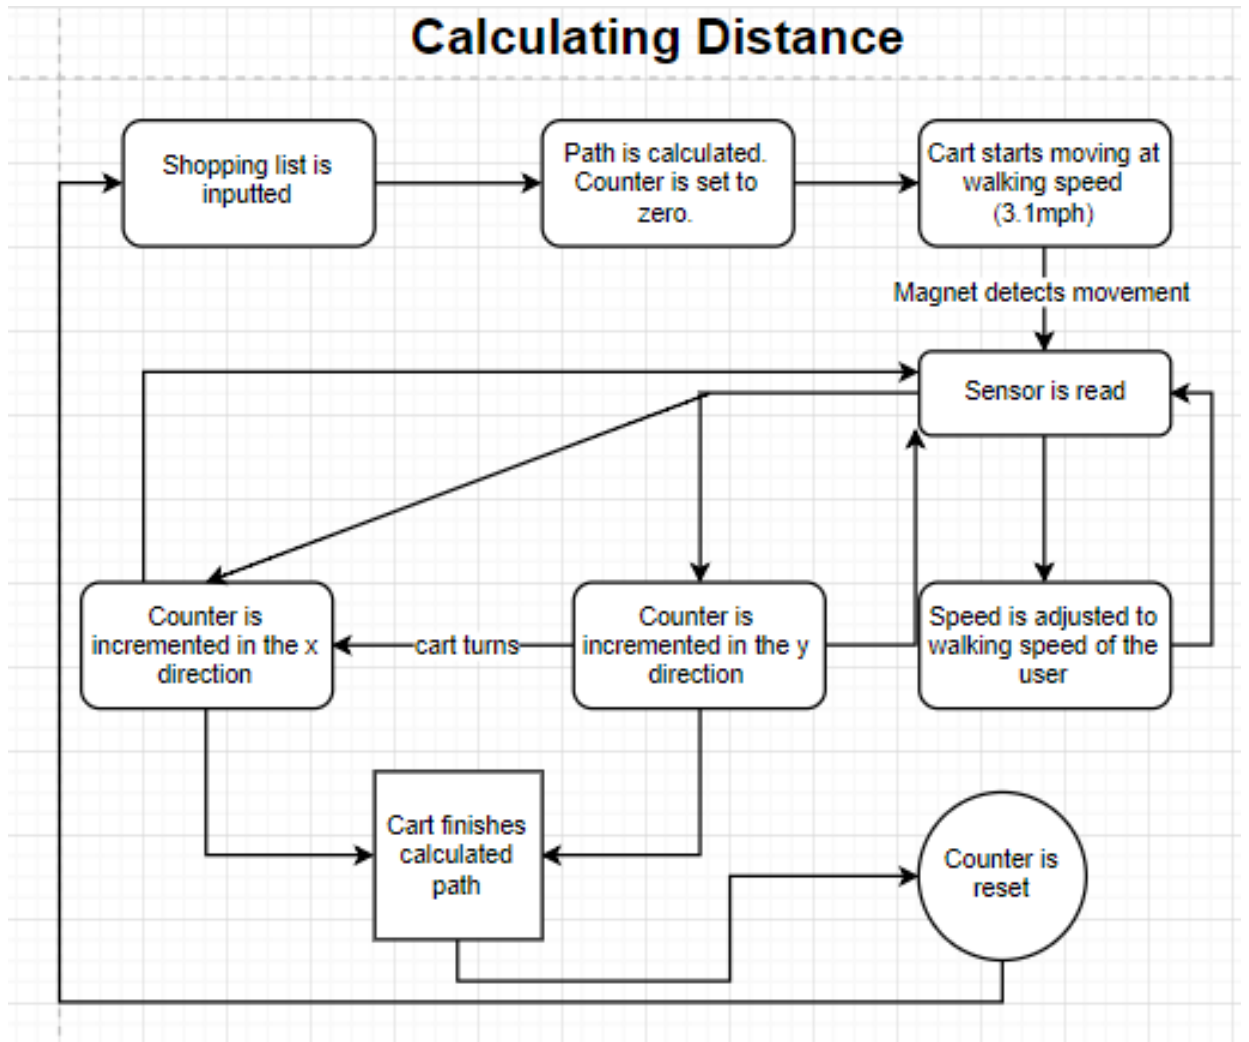 Calculating Distance
Shopping list is
inputted
Path is calculated.
Counter is set to
zero.
Cart starts moving at
walking speed
(3.1mph)
Magnet detects movement
Sensor is read
Counter is
incremented in the x
direction
cart turns
Counter is
incremented in the y
direction
Speed is adjusted to
walking speed of the
user
Cart finishes
calculated
path
Counter is
reset